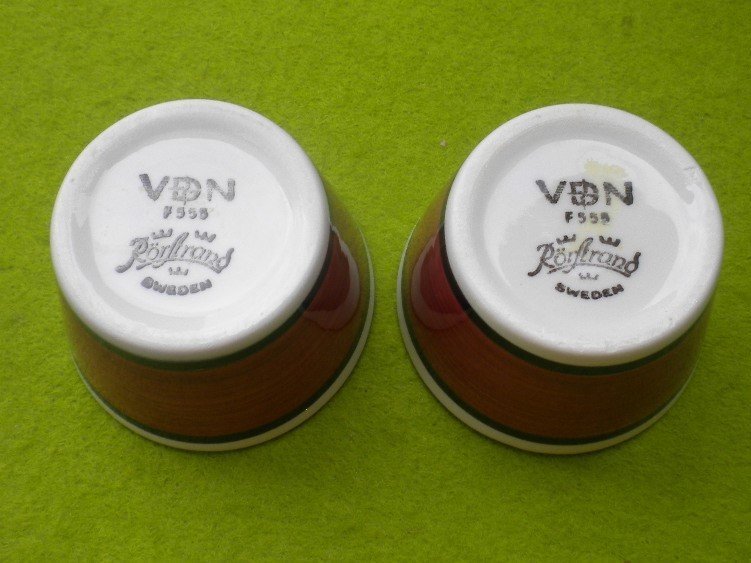 VDN
F555
Rörstrand
SWEDEN
VDN
F555
Rörstrand
SWEDEN